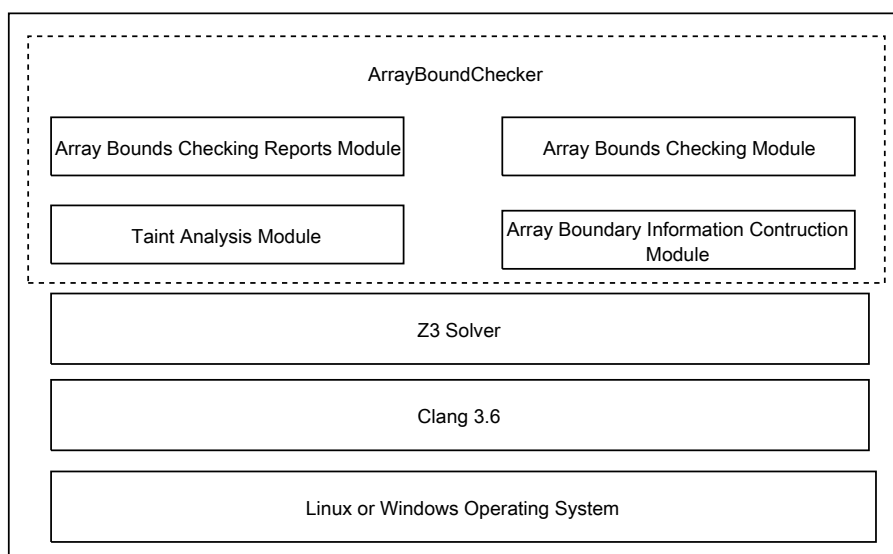 ArrayBoundChecker
Array Bounds Checking Reports Module
Array Bounds Checking Module
Taint Analysis Module
Array Boundary Information Contruction
Module
Z3 Solver
Clang 3.6
Linux or Windows Operating System